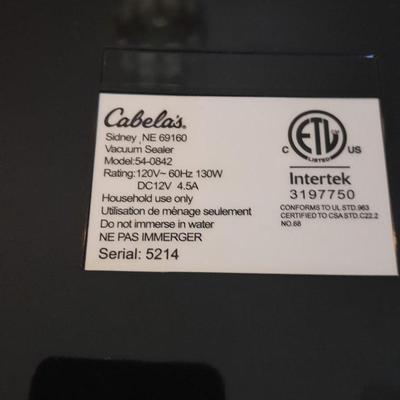 Cabela's.
Sidney NE 69160
Vacuum Sealer
Model:54-0842
Rating:120V~ 60Hz 130W
DC12V 4.5A
Household use only
Utilisation de ménage seulement
Do not immerse in water
NE PAS IMMERGER
Serial: 5214
ETL
LISTED
C US
Intertek
3197750
CONFORMS TO UL STD.963
CERTIFIED TO CSA STD.C22.2
NO.68